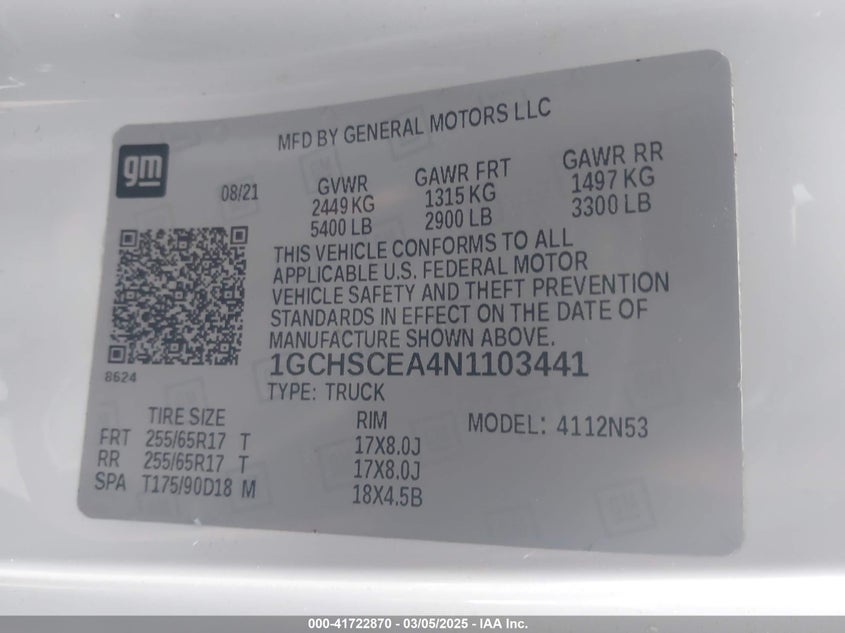 MFD BY GENERAL MOTORS LLC
gm
08/21
GVWR
2449 KG
5400 LB
GAWR FRT
1315 KG
2900 LB
GAWR RR
1497 KG
3300 LB
THIS VEHICLE CONFORMS TO ALL
APPLICABLE U.S. FEDERAL MOTOR
VEHICLE SAFETY AND THEFT PREVENTION
STANDARDS IN EFFECT ON THE DATE OF
MANUFACTURE SHOWN ABOVE.
8624
1GCHSCEA4N1103441
TYPE: TRUCK
TIRE SIZE RIM MODEL: 4112N53
FRT 255/65R17 T 17X8.0J
RR 255/65R17 T 17X8.0J
SPA T175/90D18 M 18X4.5B
000-41722870 - 03/05/2025 - IAA Inc.